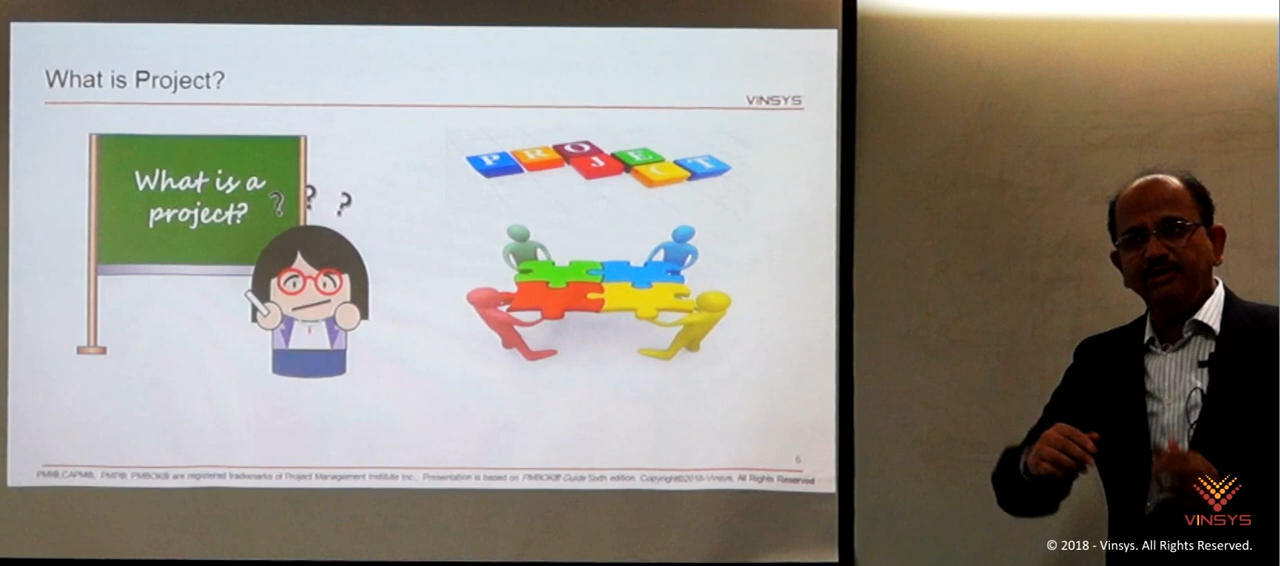 What is Project?
VINSYS
What is a
project?
? ? ?
PROJECT
6
PMI®,CAPM®, PMP®, PMBOK® are registered trademarks of Project Management Institute Inc., Presentation is based on PMBOK® Guide Sixth edition. Copyright©2018-Vinsys, All Rights Reserved
VINSYS
© 2018 - Vinsys. All Rights Reserved.